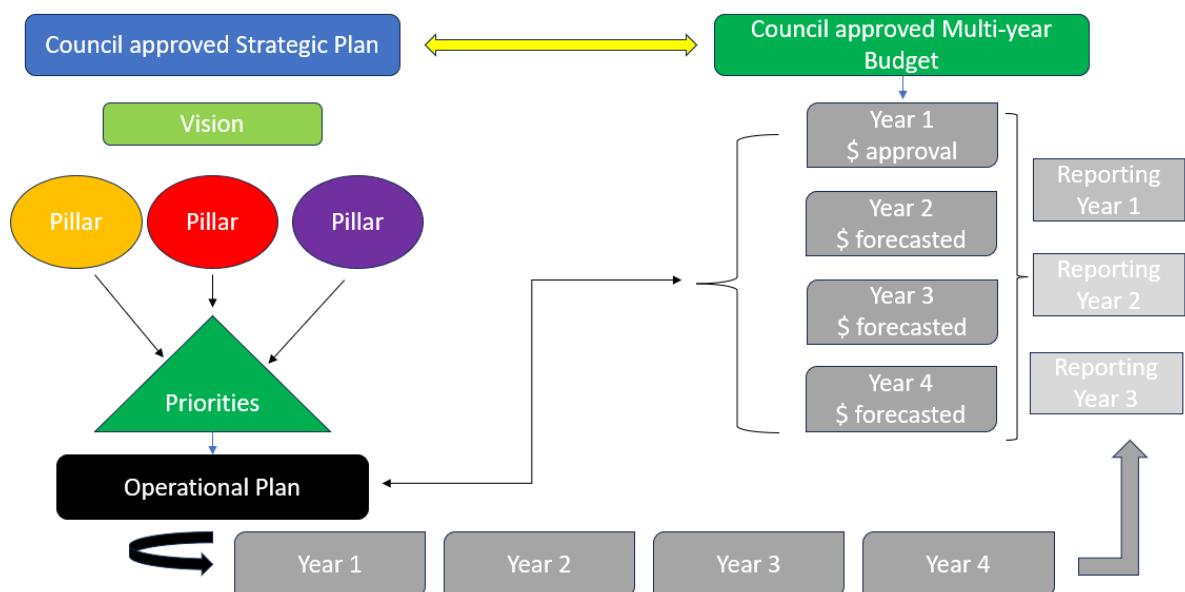 Council approved Strategic Plan
Council approved Multi-year
Budget
Vision
Pillar
Pillar
Pillar
Priorities
Operational Plan
Year 1
$ approval
Year 2
$ forecasted
Year 3
$ forecasted
Year 4
$ forecasted
Reporting
Year 1
Reporting
Year 2
Reporting
Year 3
Year 1
Year 2
Year 3
Year 4